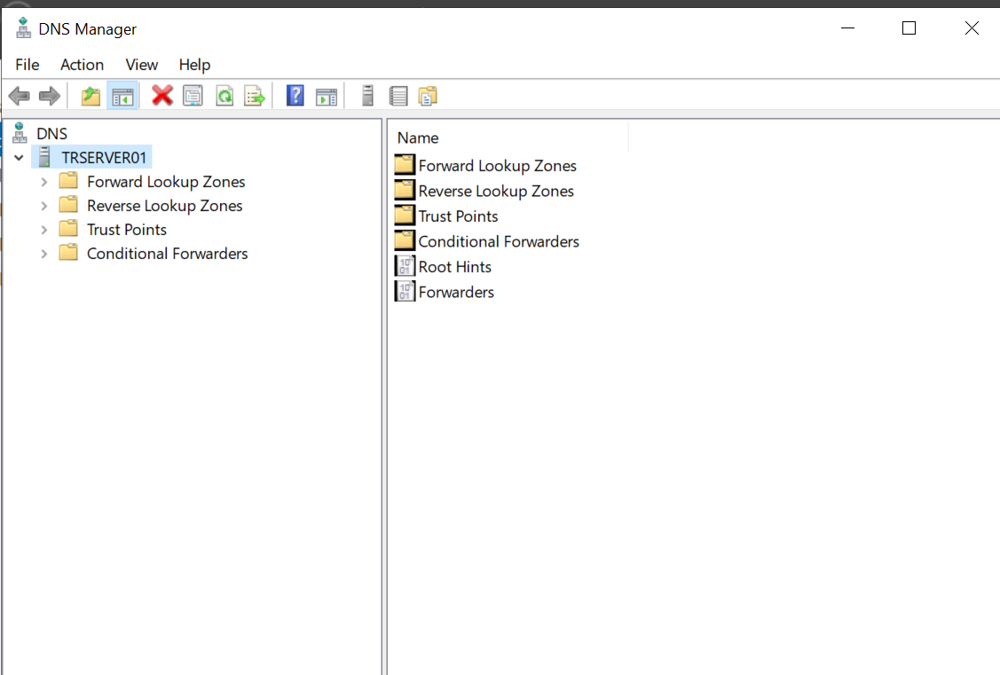 DNS Manager
File Action View Help
DNS
TRSERVER01
Forward Lookup Zones
Reverse Lookup Zones
Trust Points
Conditional Forwarders
Name
Forward Lookup Zones
Reverse Lookup Zones
Trust Points
Conditional Forwarders
Root Hints
Forwarders